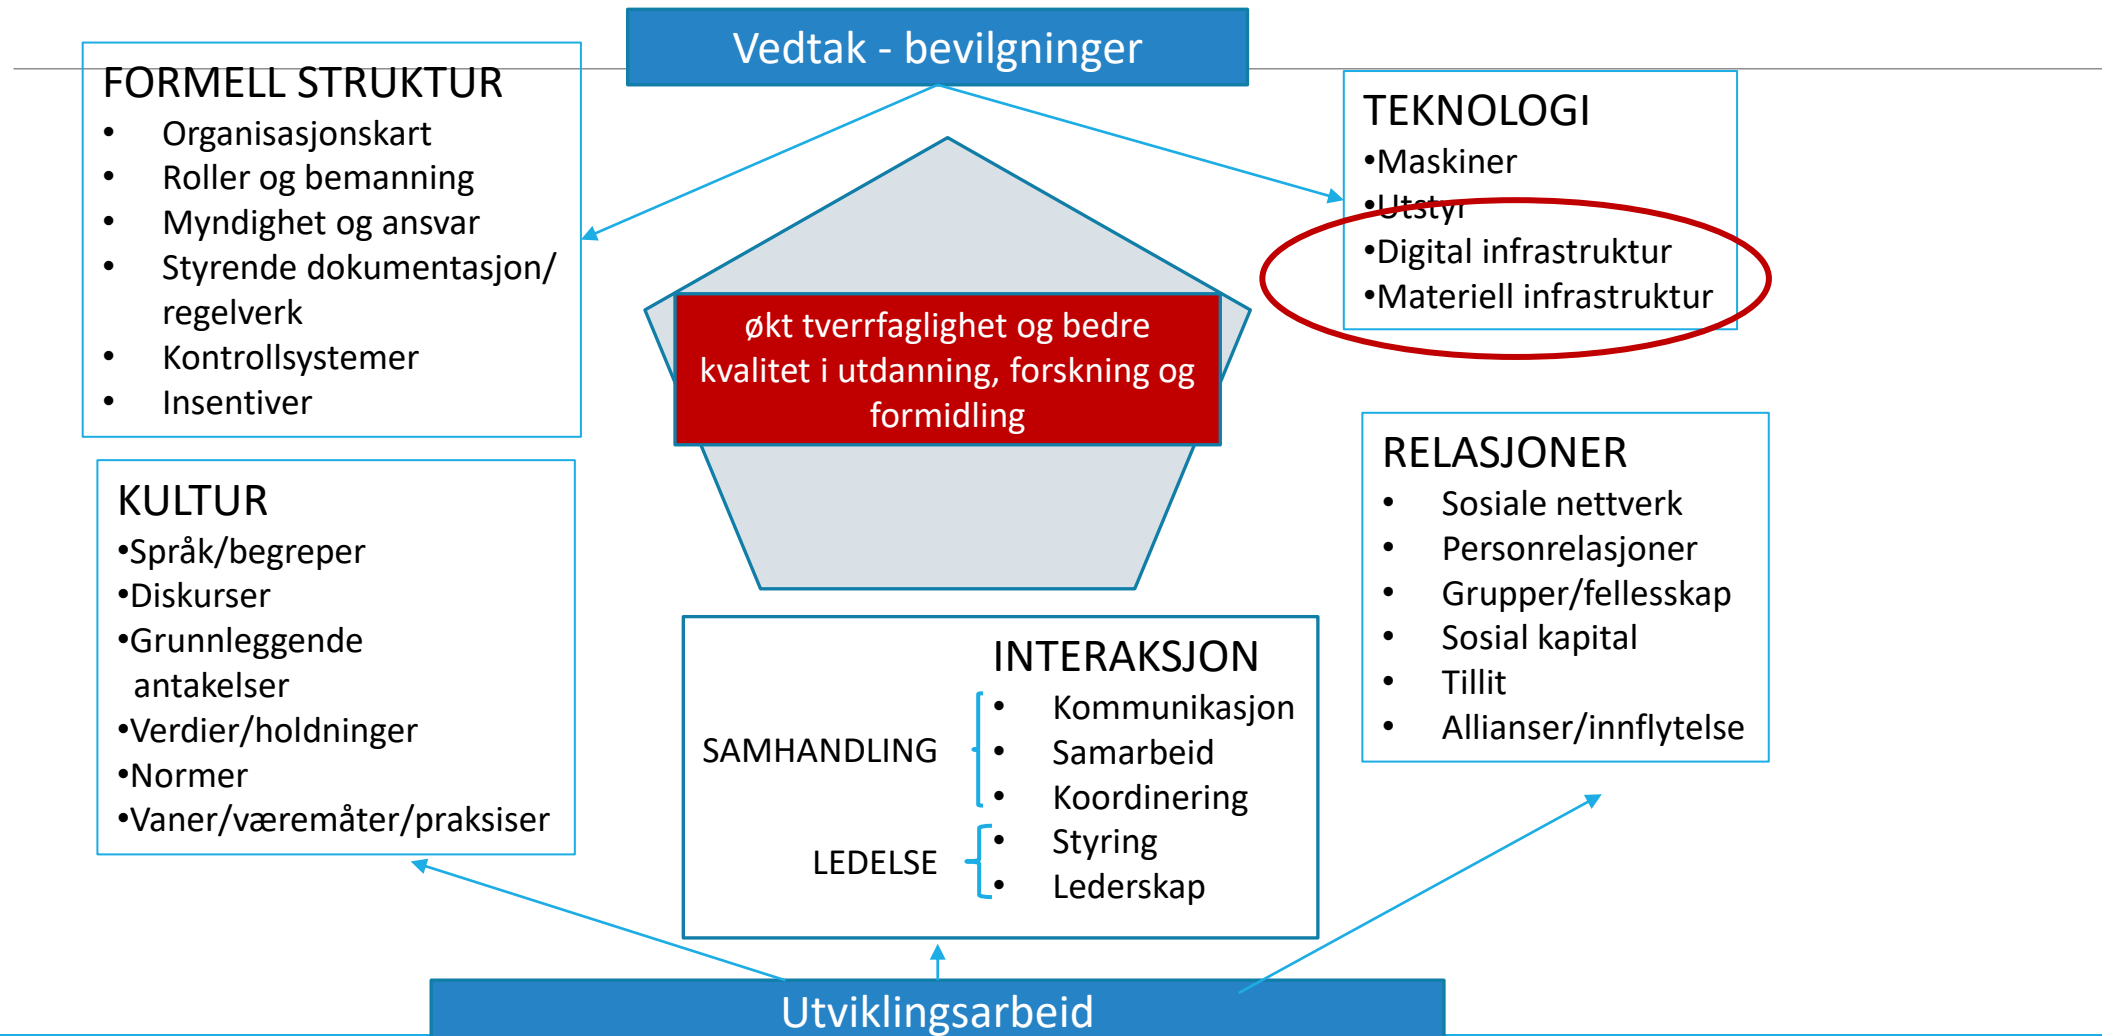 Vedtak - bevilgninger
FORMELL STRUKTUR
• Organisasjonskart
• Roller og bemanning
• Myndighet og ansvar
• Styrende dokumentasjon/
regelverk
• Kontrollsystemer
• Insentiver
TEKNOLOGI
•Maskiner
•Utstyr
•Digital infrastruktur
•Materiell infrastruktur
økt tverrfaglighet og bedre
kvalitet i utdanning, forskning og
formidling
KULTUR
•Språk/begreper
•Diskurser
•Grunnleggende
antakelser
•Verdier/holdninger
•Normer
•Vaner/væremåter/praksiser
RELASJONER
• Sosiale nettverk
• Personrelasjoner
• Grupper/fellesskap
• Sosial kapital
• Tillit
• Allianser/innflytelse
INTERAKSJON
SAMHANDLING
• Kommunikasjon
• Samarbeid
• Koordinering
LEDELSE
• Styring
• Lederskap
Utviklingsarbeid